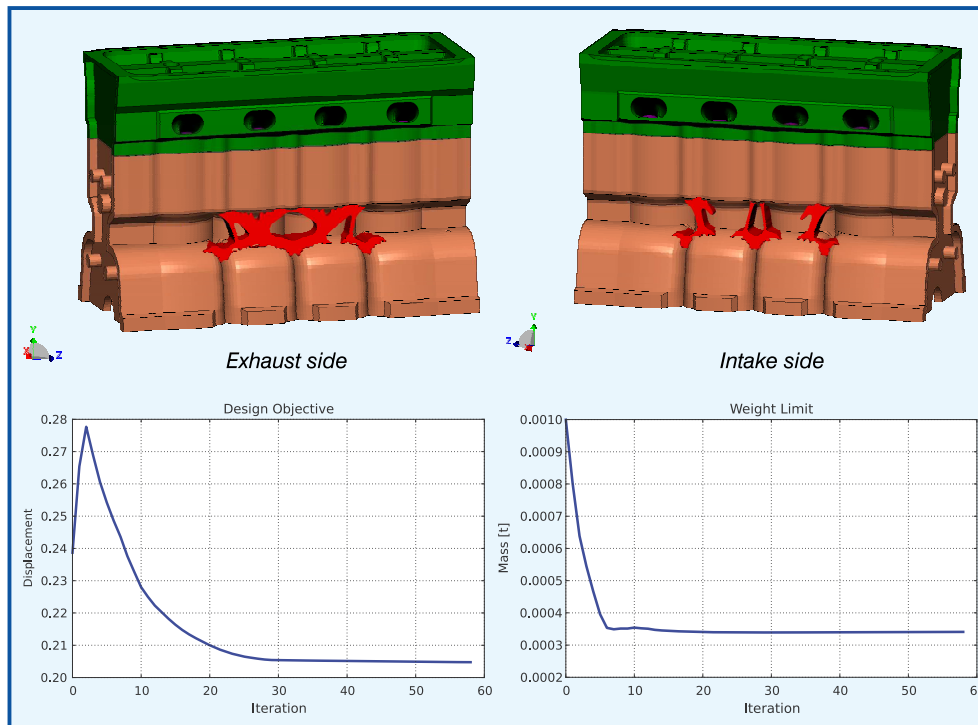 Y
X
Z
Exhaust side
Y
Z
X
Intake side
Design Objective
0.28
0.27
0.26
0.25
0.24
0.23
0.22
0.21
0.20
0
10
20
30
40
50
60
Displacement
Iteration
Weight Limit
0.0010
0.0009
0.0008
0.0007
0.0006
0.0005
0.0004
0.0003
0.0002
0
10
20
30
40
50
Mass [t]
Iteration